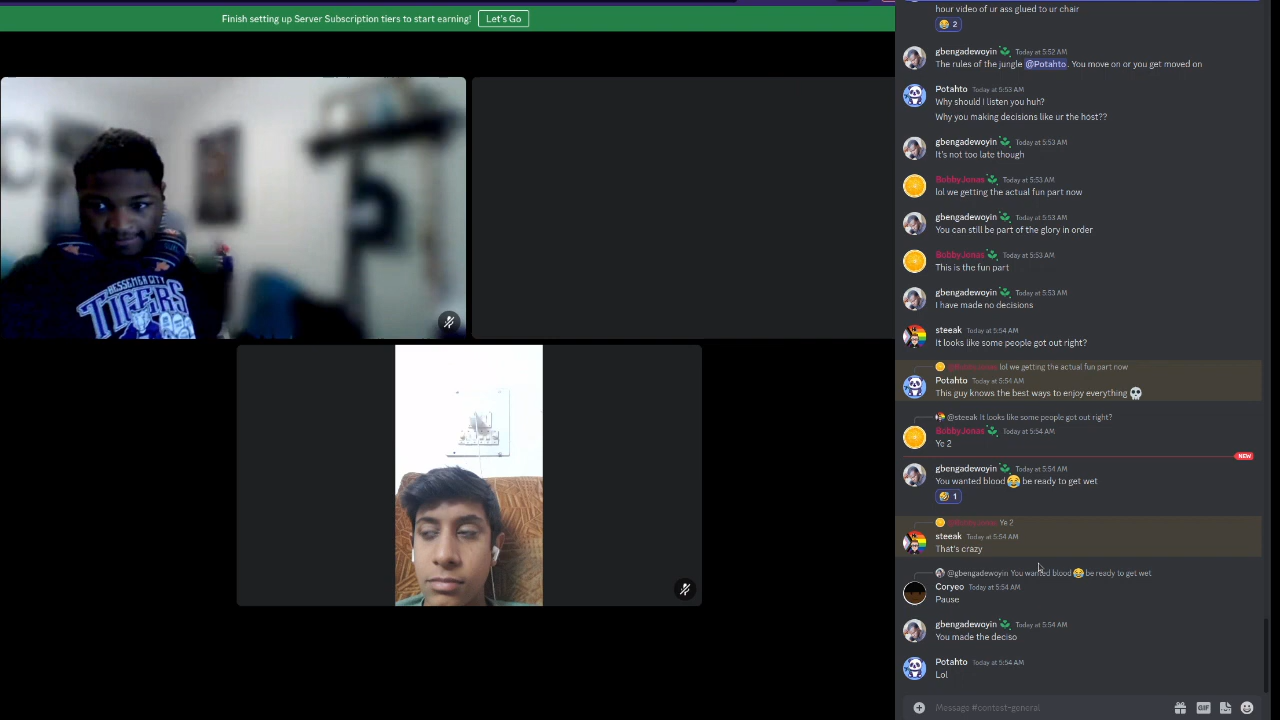 Finish setting up Server Subscription tiers to start earning!
Let's Go
BESSEMER CITY
TIGERS
hour video of ur ass glued to ur chair
2
gbengadewoyin Today at 5:52 AM
The rules of the jungle @Potahto. You move on or you get moved on
Potahto Today at 5:53 AM
Why should I listen you huh?
Why you making decisions like ur the host??
gbengadewoyin Today at 5:53 AM
It's not too late though
BobbyJonas Today at 5:53 AM
lol we getting the actual fun part now
gbengadewoyin Today at 5:53 AM
You can still be part of the glory in order
BobbyJonas Today at 5:53 AM
This is the fun part
gbengadewoyin Today at 5:53 AM
I have made no decisions
steeak Today at 5:54 AM
It looks like some people got out right?
@BobbyJonas lol we getting the actual fun part now
Potahto Today at 5:54 AM
This guy knows the best ways to enjoy everything 💀
@steeak It looks like some people got out right?
BobbyJonas Today at 5:54 AM
Ye 2
NEW
gbengadewoyin Today at 5:54 AM
You wanted blood 😂 be ready to get wet
1
@BobbyJonas Ye 2
steeak Today at 5:54 AM
That's crazy
@gbengadewoyin You wanted blood 😂 be ready to get wet
Coryeo Today at 5:54 AM
Pause
gbengadewoyin Today at 5:54 AM
You made the deciso
Potahto Today at 5:54 AM
Lol
Message #contest-general
GIF